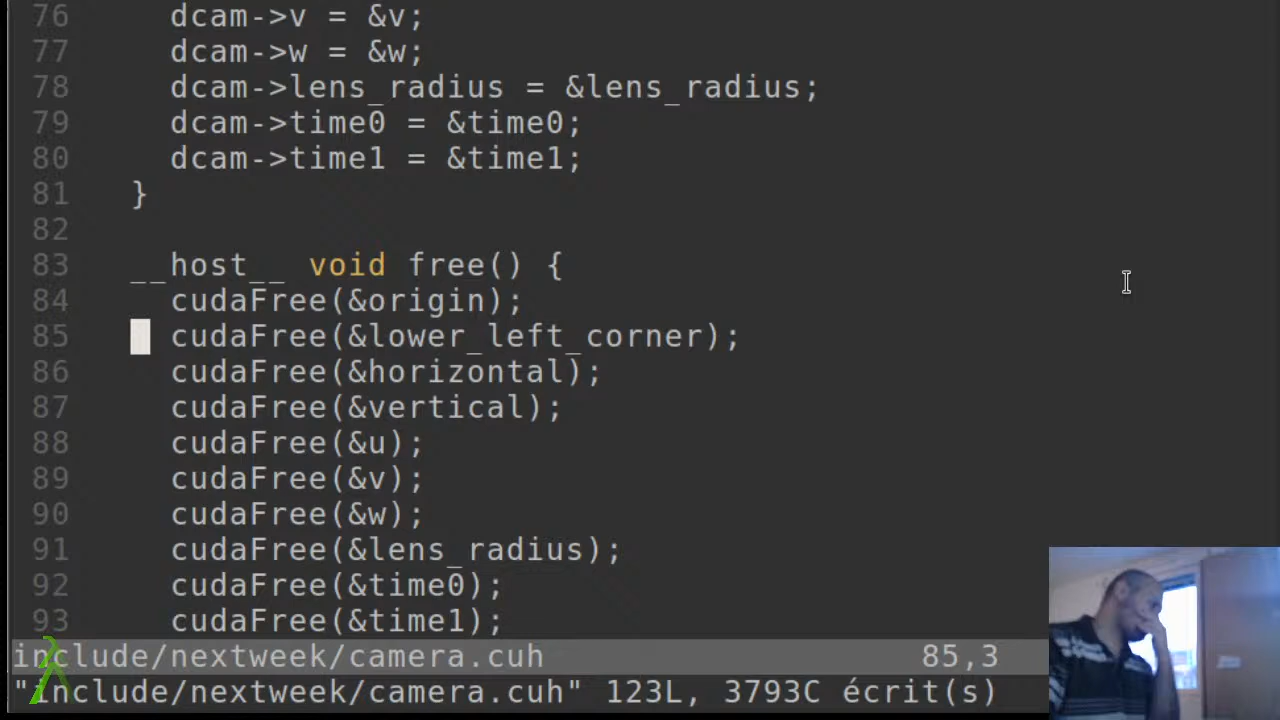 76 dcam->v = &v;
77 dcam->w = &w;
78 dcam->lens_radius = &lens_radius;
79 dcam->time0 = &time0;
80 dcam->time1 = &time1;
81 }
82
83 __host__ void free() {
84 cudaFree(&origin);
85 cudaFree(&lower_left_corner);
86 cudaFree(&horizontal);
87 cudaFree(&vertical);
88 cudaFree(&u);
89 cudaFree(&v);
90 cudaFree(&w);
91 cudaFree(&lens_radius);
92 cudaFree(&time0);
93 cudaFree(&time1);
include/nextweek/camera.cuh 85,3
"include/nextweek/camera.cuh" 123L, 3793C écrit(s)
λ